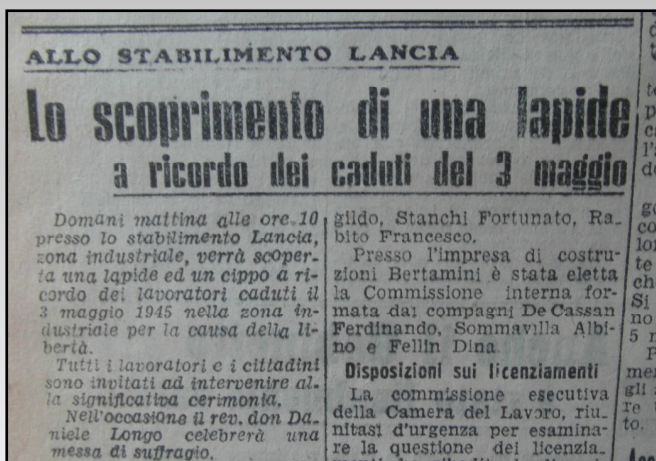 ALLO STABILIMENTO LANCIA
Lo scoprimento di una lapide
a ricordo dei caduti del 3 maggio
Domani mattina alle ore 10
presso lo stabilimento Lancia,
zona industriale, verrà scoper-
ta una lapide ed un cippo a ri-
cordo dei lavoratori caduti il
3 maggio 1945 nella zona in-
dustriale per la causa della li-
bertà.
Tutti i lavoratori e i cittadini
sono invitati ad intervenire al-
la significativa cerimonia.
Nell'occasione il rev. don Da-
niele Longo celebrerà una
messa di suffragio.
gildo, Stanchi Fortunato, Ra-
bito Francesco.
Presso l'impresa di costru-
zioni Bertamini è stata eletta
la Commissione interna for-
mata dai compagni De Cassan
Ferdinando, Sommavilla Albi-
no e Fellin Dina.
Disposizioni sui licenziamenti
La commissione esecutiva
della Camera del Lavoro, riu-
nitasi d'urgenza per esamina-
re la questione dei licenzia-